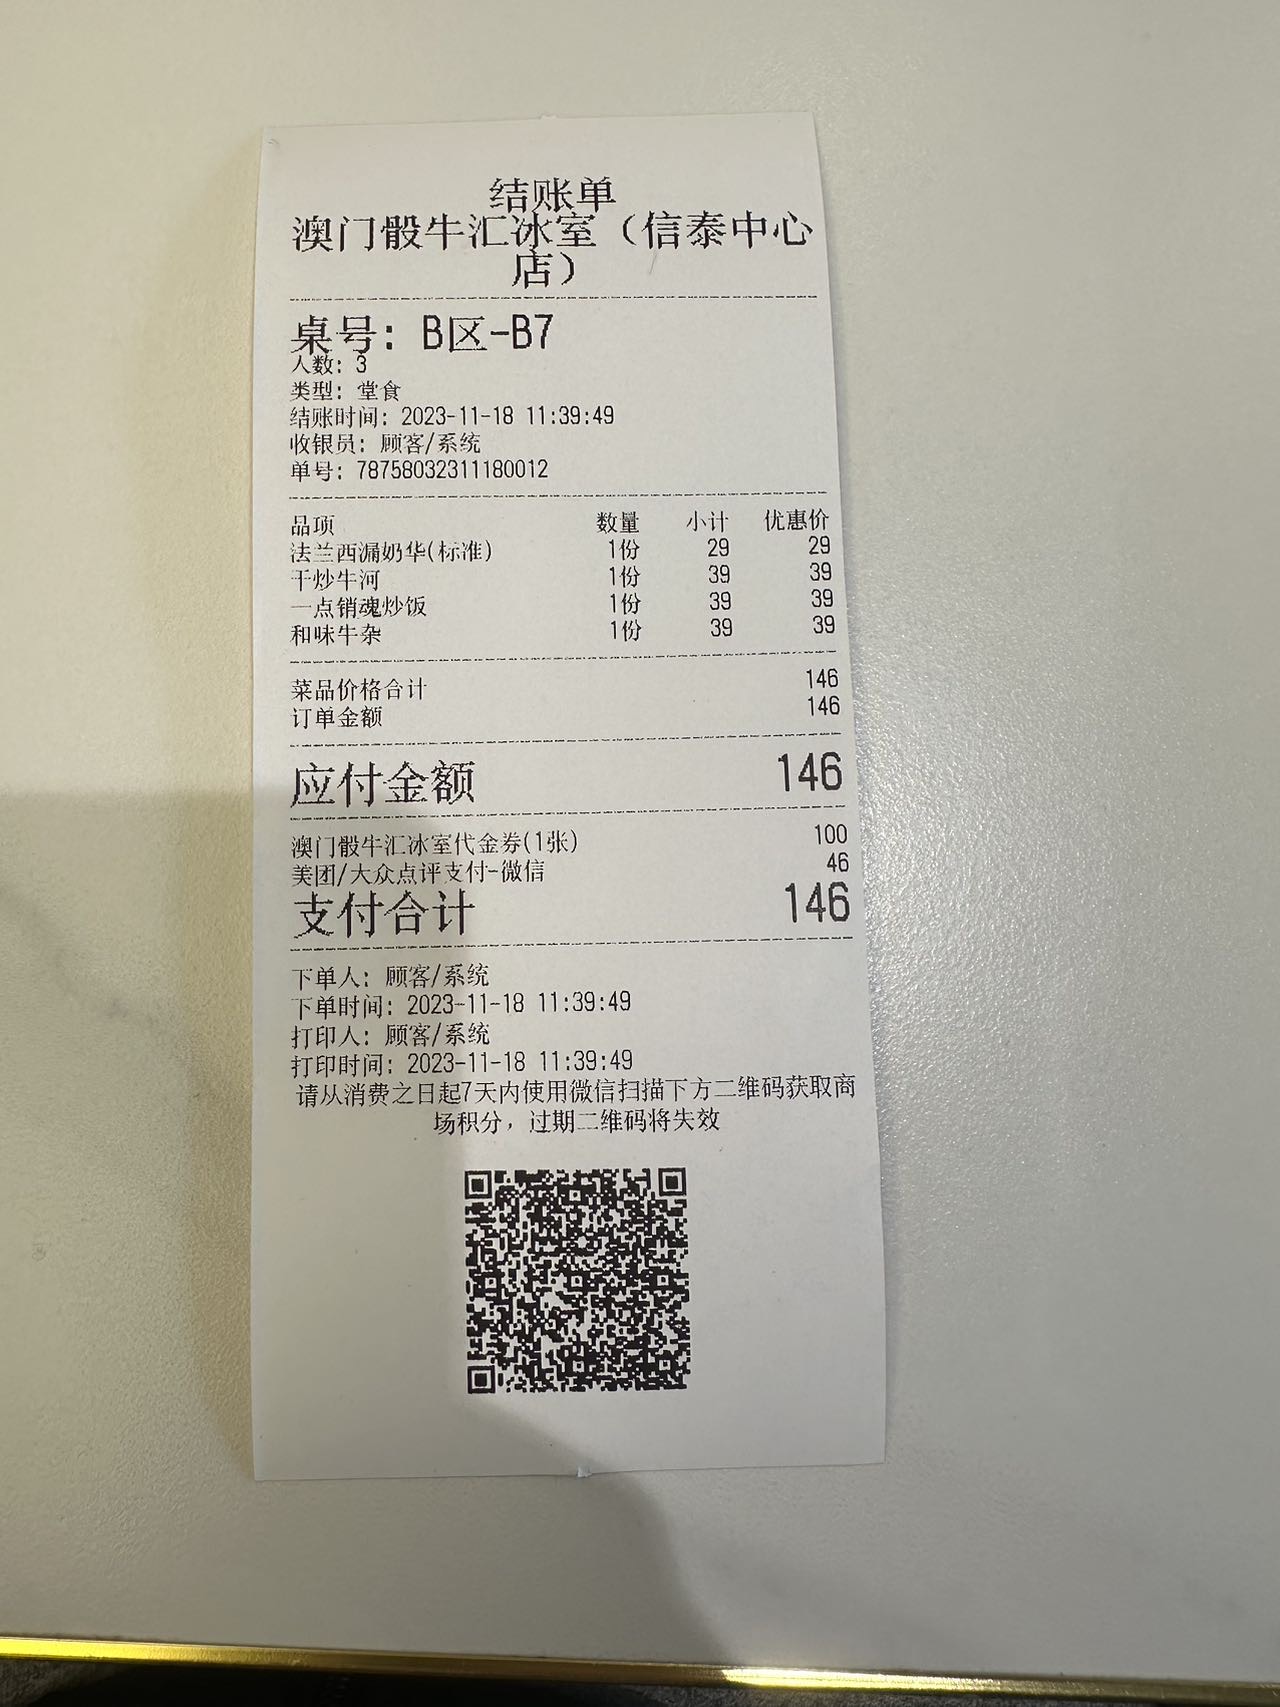 结账单
澳门骰牛汇冰室（信泰中心
店）
桌号: B区-B7
人数: 3
类型: 堂食
结账时间: 2023-11-18 11:39:49
收银员: 顾客/系统
单号: 78758032311180012
品项 数量 小计 优惠价
法兰西漏奶华(标准) 1份 29 29
干炒牛河 1份 39 39
一点销魂炒饭 1份 39 39
和味牛杂 1份 39 39
菜品价格合计 146
订单金额 146
应付金额 146
澳门骰牛汇冰室代金券(1张) 100
美团/大众点评支付-微信 46
支付合计 146
下单人: 顾客/系统
下单时间: 2023-11-18 11:39:49
打印人: 顾客/系统
打印时间: 2023-11-18 11:39:49
请从消费之日起7天内使用微信扫描下方二维码获取商
场积分，过期二维码将失效